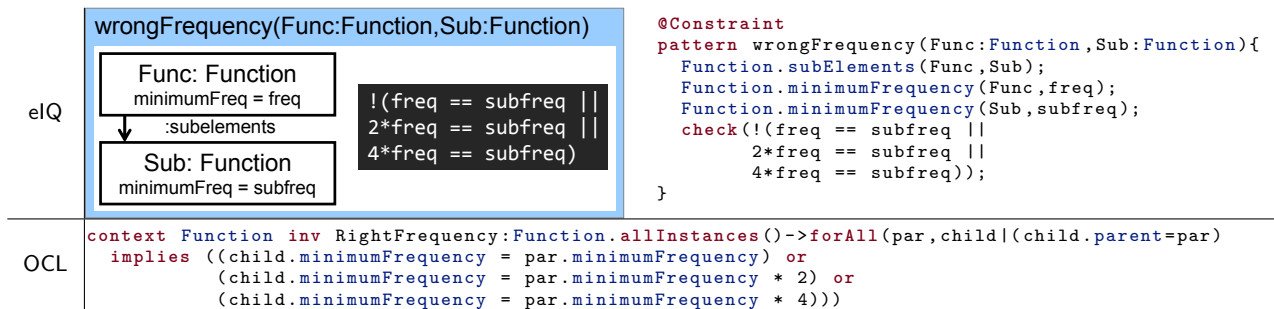 eIQ
wrongFrequency(Func:Function,Sub:Function)
Func: Function
minimumFreq = freq
:subelements
Sub: Function
minimumFreq = subfreq
!(freq == subfreq ||
2*freq == subfreq ||
4*freq == subfreq)
@Constraint
pattern wrongFrequency(Func:Function,Sub:Function){
Function.subElements(Func,Sub);
Function.minimumFrequency(Func,freq);
Function.minimumFrequency(Sub,subfreq);
check(!(freq == subfreq ||
2*freq == subfreq ||
4*freq == subfreq));
}
OCL
context Function inv RightFrequency:Function.allInstances()->forAll(par,child|(child.parent=par)
implies ((child.minimumFrequency = par.minimumFrequency) or
(child.minimumFrequency = par.minimumFrequency * 2) or
(child.minimumFrequency = par.minimumFrequency * 4)))